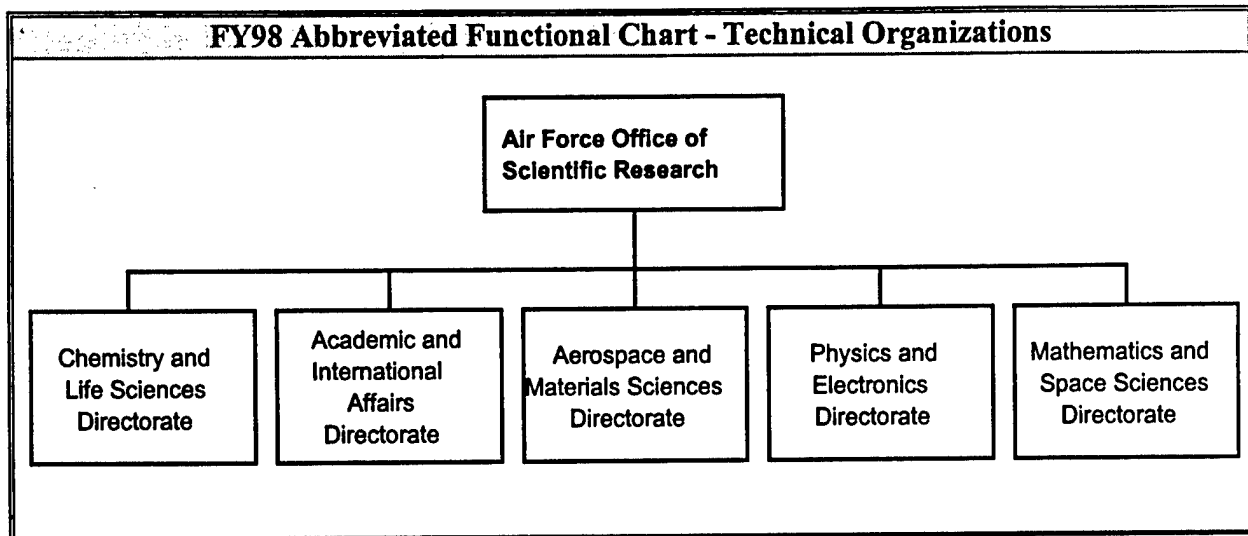 FY98 Abbreviated Functional Chart - Technical Organizations
Air Force Office of
Scientific Research
Chemistry and
Life Sciences
Directorate
Academic and
International
Affairs
Directorate
Aerospace and
Materials Sciences
Directorate
Physics and
Electronics
Directorate
Mathematics and
Space Sciences
Directorate